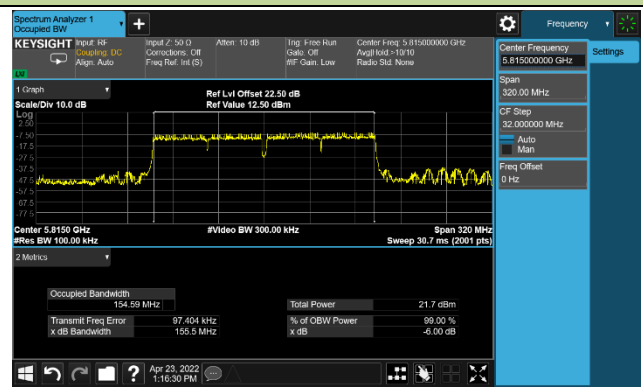 Spectrum Analyzer 1
Occupied BW
Frequency
KEYSIGHT
Input: RF
Coupling: DC
Align: Auto
Input Z: 50 Ω
Corrections: Off
Freq Ref: Int (S)
Atten: 10 dB
Trig: Free Run
Gate: Off
#IF Gain: Low
Center Freq: 5.815000000 GHz
Avg|Hold:>10/10
Radio Std: None
LU
Center Frequency
5.815000000 GHz
Settings
Span
320.00 MHz
CF Step
32.000000 MHz
Auto
Man
Freq Offset
0 Hz
1 Graph
Scale/Div 10.0 dB
Ref Lvl Offset 22.50 dB
Ref Value 12.50 dBm
Log
2.50
-7.50
-17.5
-27.5
-37.5
-47.5
-57.5
-67.5
-77.5
Center 5.8150 GHz
#Res BW 100.00 kHz
#Video BW 300.00 kHz
Span 320 MHz
Sweep 30.7 ms (2001 pts)
2 Metrics
Occupied Bandwidth
154.59 MHz
Total Power 21.7 dBm
Transmit Freq Error 97.404 kHz
% of OBW Power 99.00 %
x dB Bandwidth 155.5 MHz
x dB -6.00 dB
Apr 23, 2022
1:16:30 PM